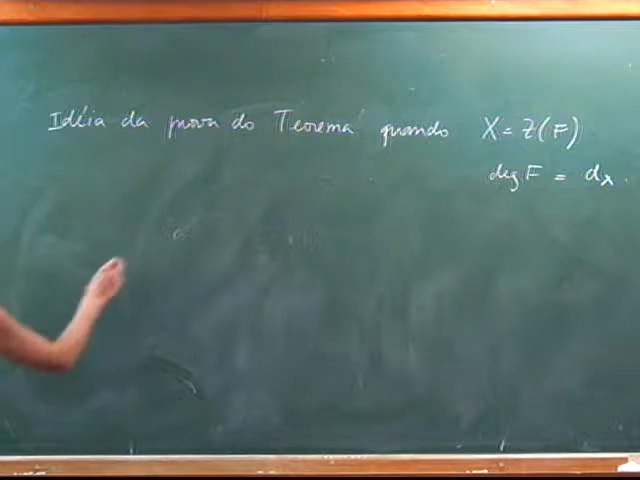 Idéia da prova do Teorema quando X = Z(F)
deg F = dx.